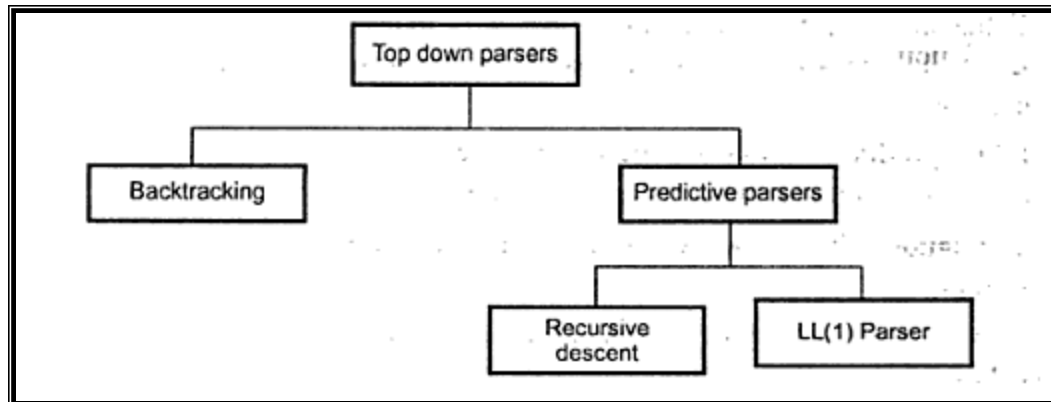 Top down parsers
Backtracking
Predictive parsers
Recursive
descent
LL(1) Parser